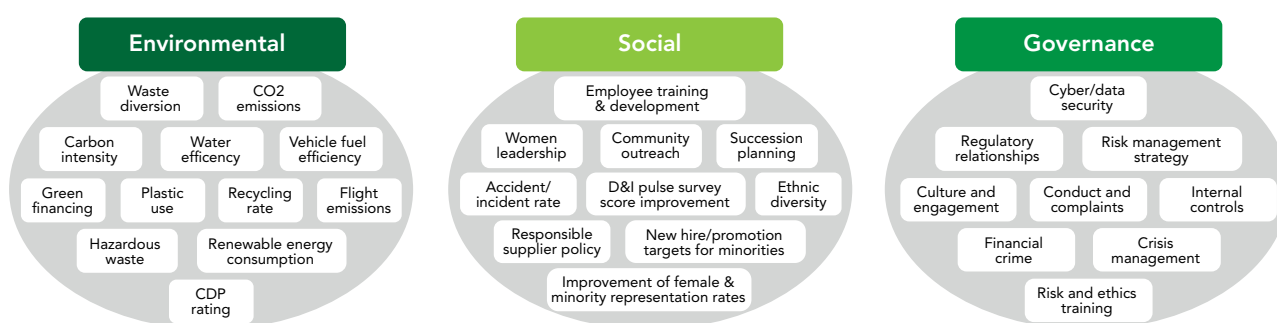 Environmental
Waste
diversion
CO2
emissions
Carbon
intensity
Water
efficency
Vehicle fuel
efficiency
Green
financing
Plastic
use
Recycling
rate
Flight
emissions
Hazardous
waste
Renewable energy
consumption
CDP
rating
Social
Employee training
& development
Women
leadership
Community
outreach
Succession
planning
Accident/
incident rate
D&I pulse survey
score improvement
Ethnic
diversity
Responsible
supplier policy
New hire/promotion
targets for minorities
Improvement of female &
minority representation rates
Governance
Cyber/data
security
Regulatory
relationships
Risk management
strategy
Culture and
engagement
Conduct and
complaints
Internal
controls
Financial
crime
Crisis
management
Risk and ethics
training